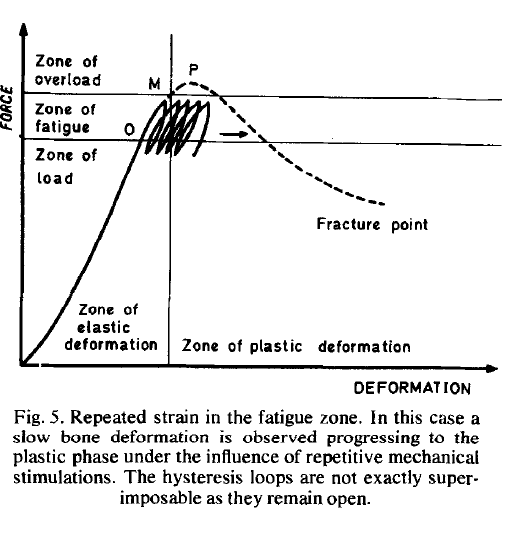 Zone of
overload
M
P
FORCE
Zone of
fatigue
O
Zone of
load
Fracture point
Zone of
elastic
deformation
Zone of plastic deformation
DEFORMATION
Fig. 5. Repeated strain in the fatigue zone. In this case a
slow bone deformation is observed progressing to the
plastic phase under the influence of repetitive mechanical
stimulations. The hysteresis loops are not exactly super-
imposable as they remain open.